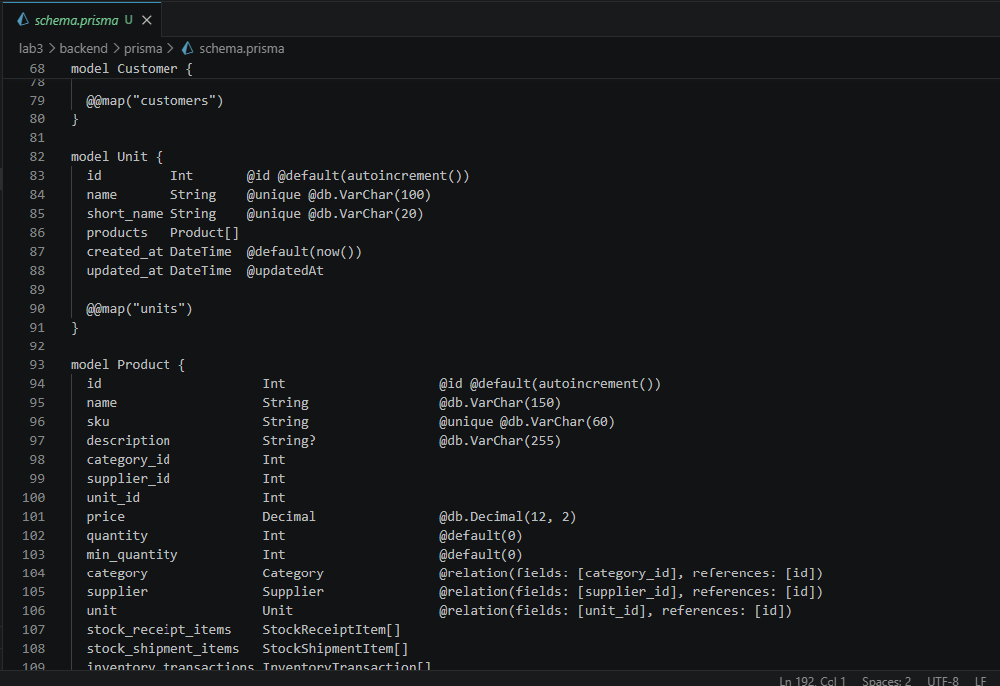 schema.prisma U
lab3 > backend > prisma > schema.prisma
68 model Customer {
78
79 @@map("customers")
80 }
81
82 model Unit {
83 id Int @id @default(autoincrement())
84 name String @unique @db.VarChar(100)
85 short_name String @unique @db.VarChar(20)
86 products Product[]
87 created_at DateTime @default(now())
88 updated_at DateTime @updatedAt
89
90 @@map("units")
91 }
92
93 model Product {
94 id Int @id @default(autoincrement())
95 name String @db.VarChar(150)
96 sku String @unique @db.VarChar(60)
97 description String? @db.VarChar(255)
98 category_id Int
99 supplier_id Int
100 unit_id Int
101 price Decimal @db.Decimal(12, 2)
102 quantity Int @default(0)
103 min_quantity Int @default(0)
104 category Category @relation(fields: [category_id], references: [id])
105 supplier Supplier @relation(fields: [supplier_id], references: [id])
106 unit Unit @relation(fields: [unit_id], references: [id])
107 stock_receipt_items StockReceiptItem[]
108 stock_shipment_items StockShipmentItem[]
109 inventory_transactions InventoryTransaction[]
Ln 192, Col 1 Spaces: 2 UTF-8 LF